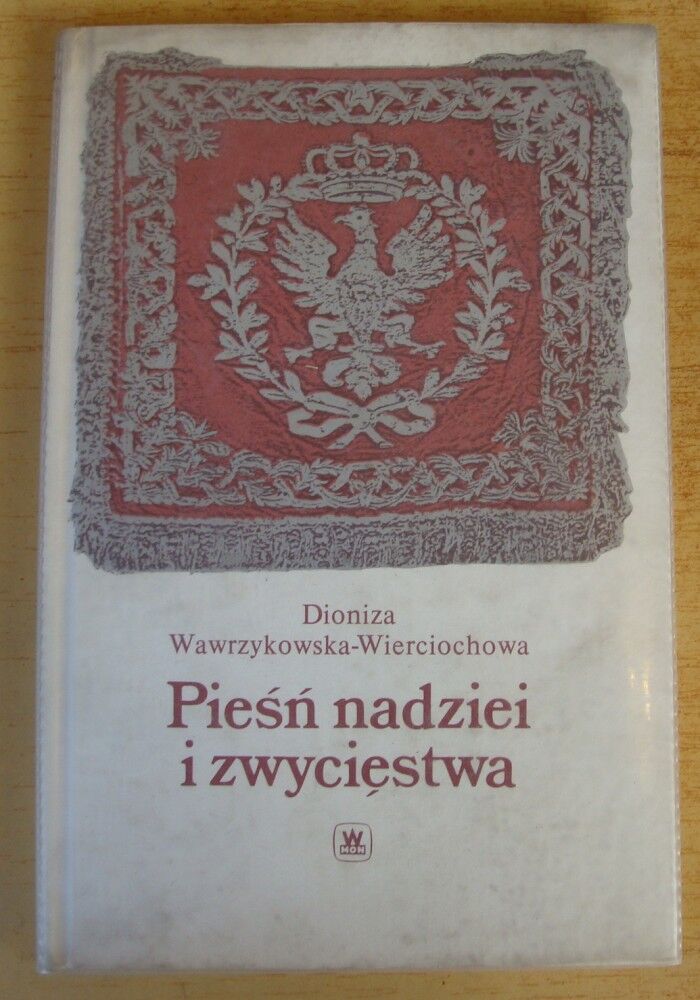 Dioniza
Wawrzykowska-Wierciochowa
Pieśń nadziei
i zwycięstwa
W
MON